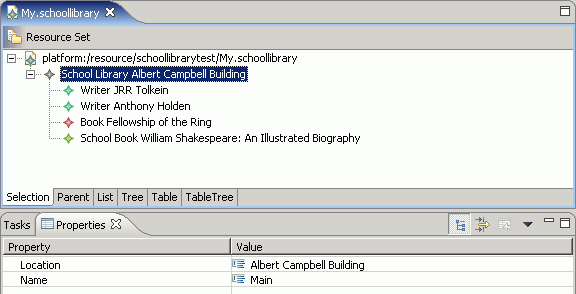 My.schoollibrary
Resource Set
platform:/resource/schoollibrarytest/My.schoollibrary
School Library Albert Campbell Building
Writer JRR Tolkein
Writer Anthony Holden
Book Fellowship of the Ring
School Book William Shakespeare: An Illustrated Biography
Selection Parent List Tree Table TableTree
Tasks Properties
Property Value
Location Albert Campbell Building
Name Main